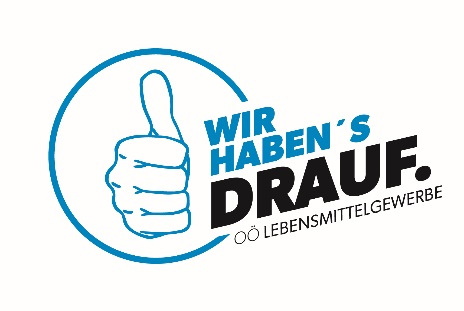 WIR
HABEN´S
DRAUF.
OÖ LEBENSMITTELGEWERBE